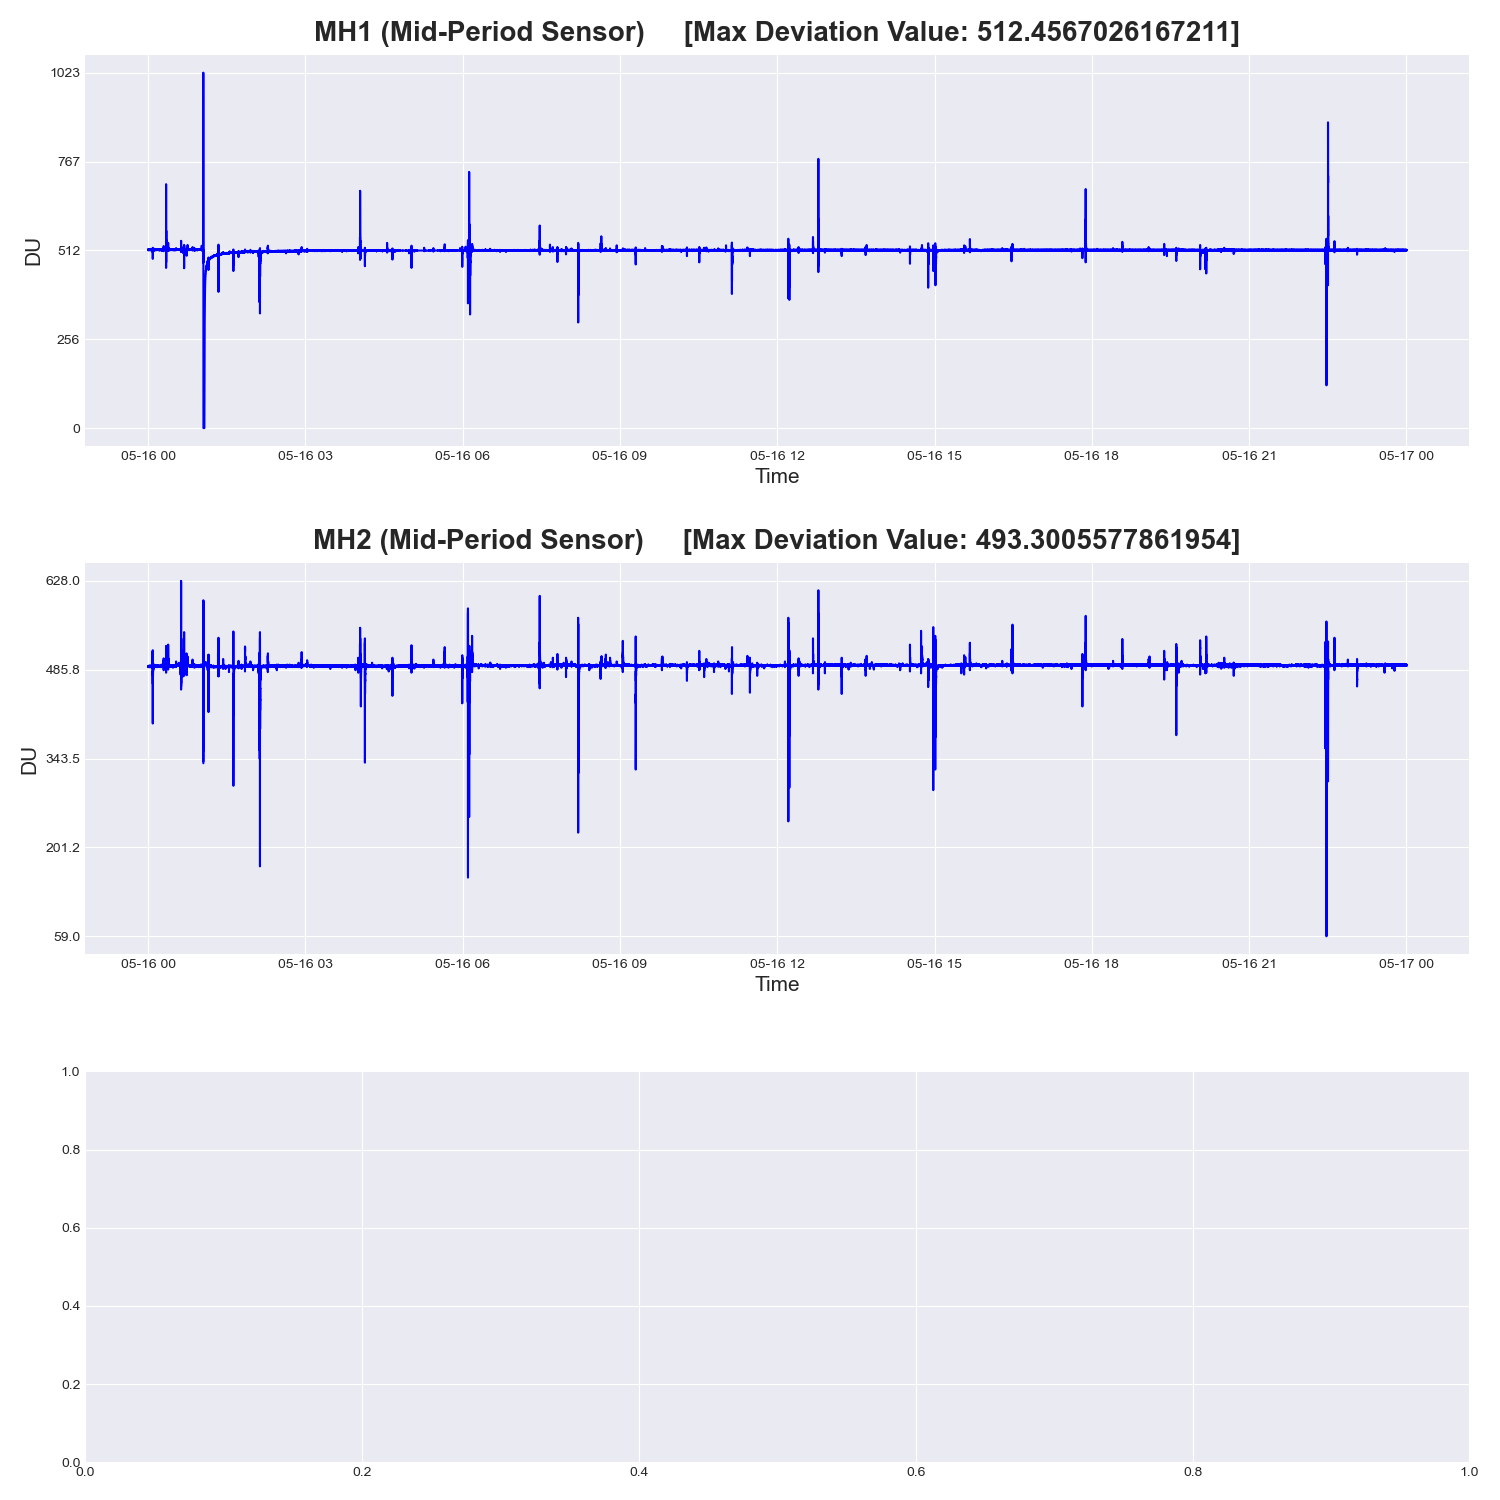 MH1 (Mid-Period Sensor) [Max Deviation Value: 512.4567026167211]
1023
767
512
256
0
DU
05-16 00 05-16 03 05-16 06 05-16 09 05-16 12 05-16 15 05-16 18 05-16 21 05-17 00
Time
MH2 (Mid-Period Sensor) [Max Deviation Value: 493.3005577861954]
628.0
485.8
343.5
201.2
59.0
DU
05-16 00 05-16 03 05-16 06 05-16 09 05-16 12 05-16 15 05-16 18 05-16 21 05-17 00
Time
1.0
0.8
0.6
0.4
0.2
0.0
0.0 0.2 0.4 0.6 0.8 1.0